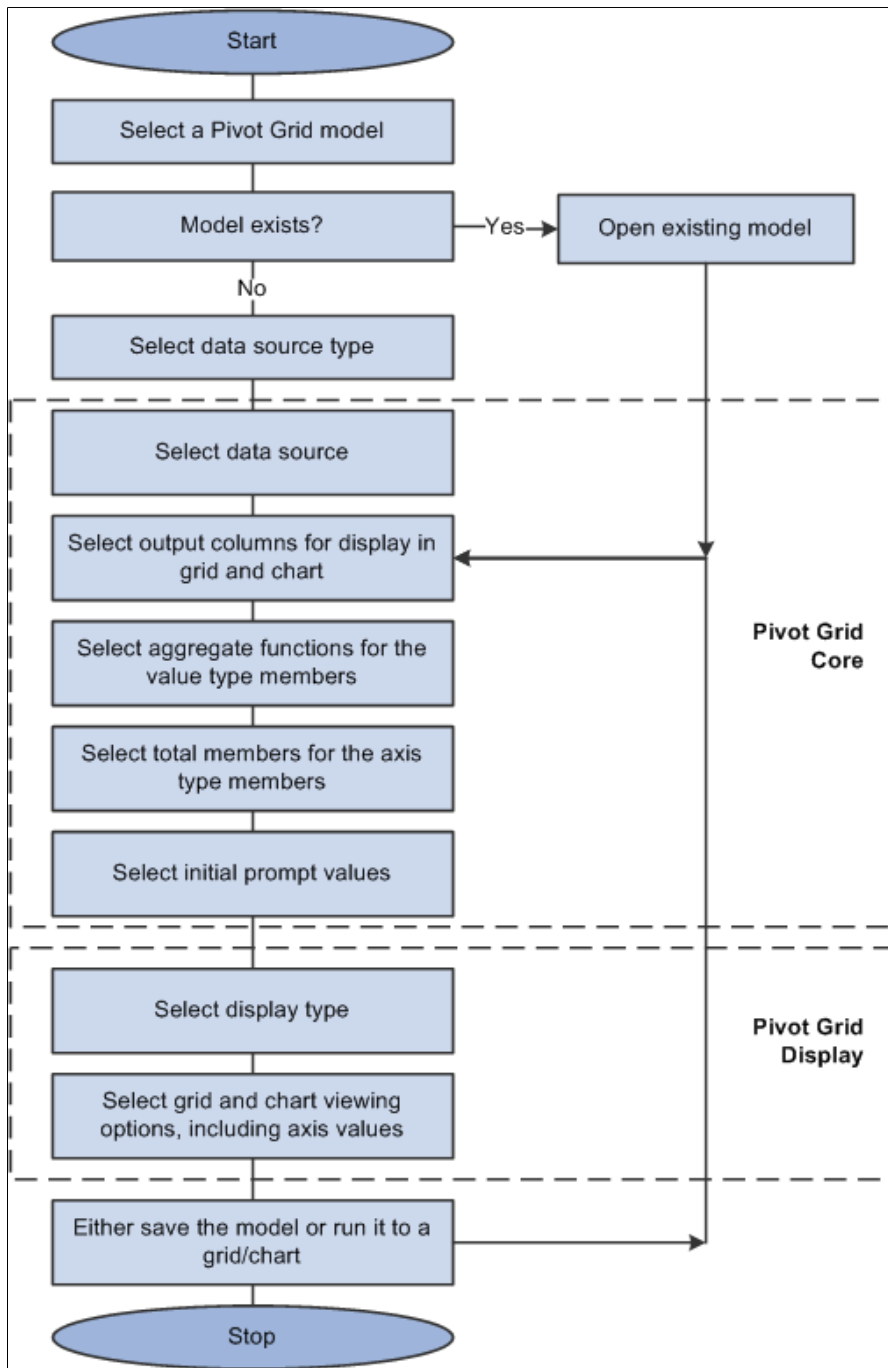 Start
Select a Pivot Grid model
Model exists?
Yes
Open existing model
No
Select data source type
Select data source
Select output columns for display in
grid and chart
Pivot Grid
Core
Select aggregate functions for the
value type members
Select total members for the axis
type members
Select initial prompt values
Select display type
Pivot Grid
Display
Select grid and chart viewing
options, including axis values
Either save the model or run it to a
grid/chart
Stop